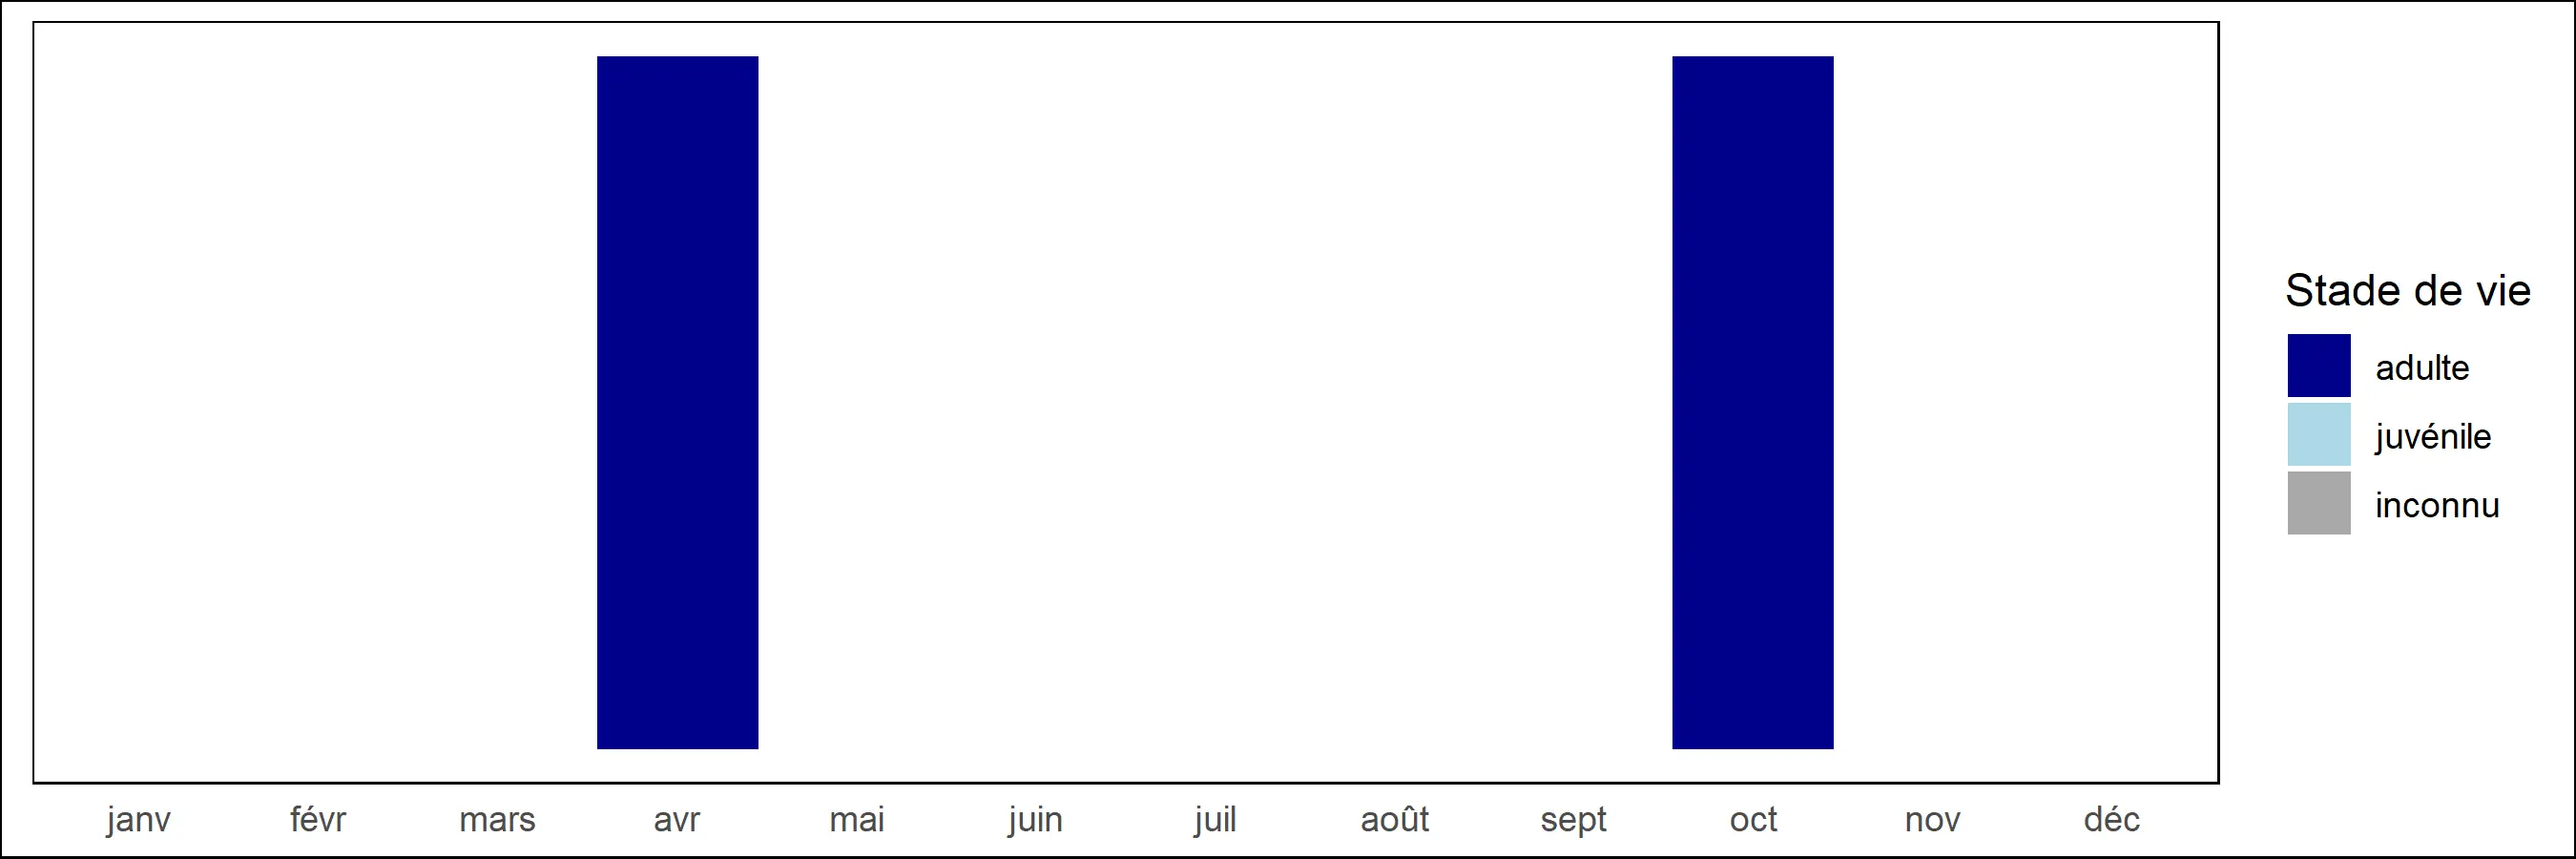 Stade de vie
adulte
juvénile
inconnu
janv févr mars avr mai juin juil août sept oct nov déc